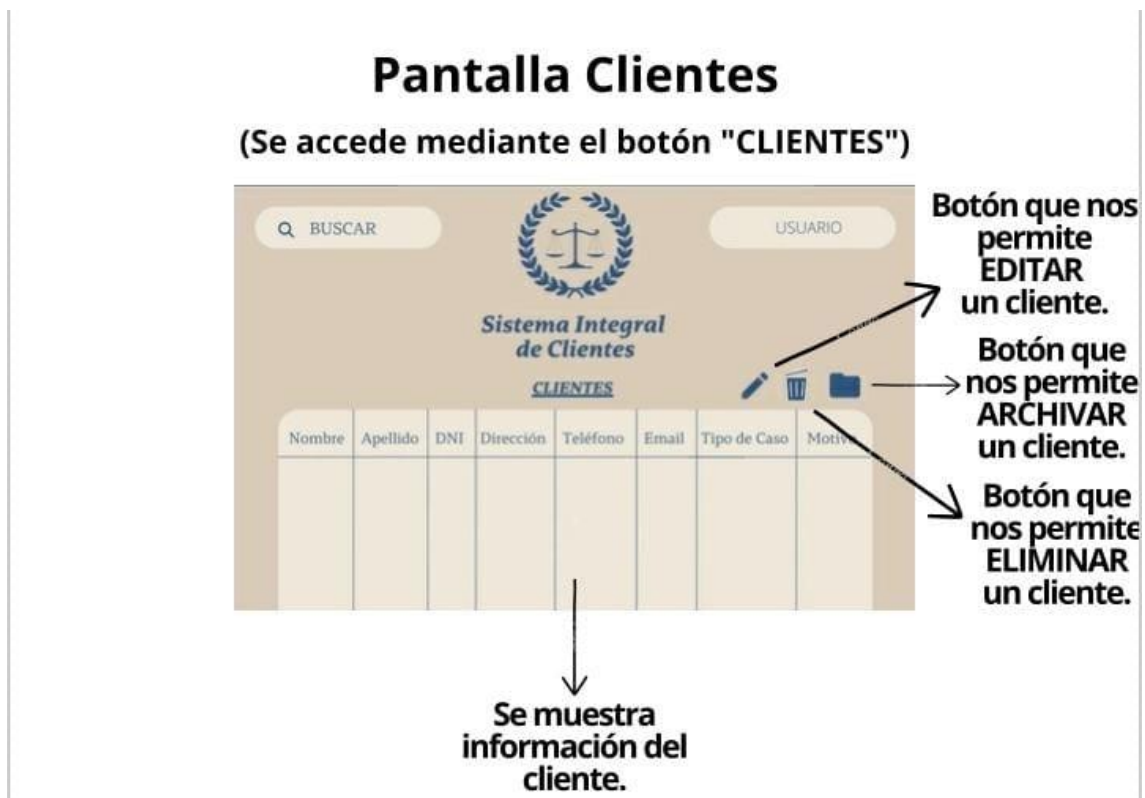 Pantalla Clientes
(Se accede mediante el botón "CLIENTES")
BUSCAR
USUARIO
Sistema Integral
de Clientes
CLIENTES
Nombre Apellido DNI Dirección Teléfono Email Tipo de Caso Motivo
Botón que nos
permite
EDITAR
un cliente.
Botón que
nos permite
ARCHIVAR
un cliente.
Botón que
nos permite
ELIMINAR
un cliente.
Se muestra
información del
cliente.